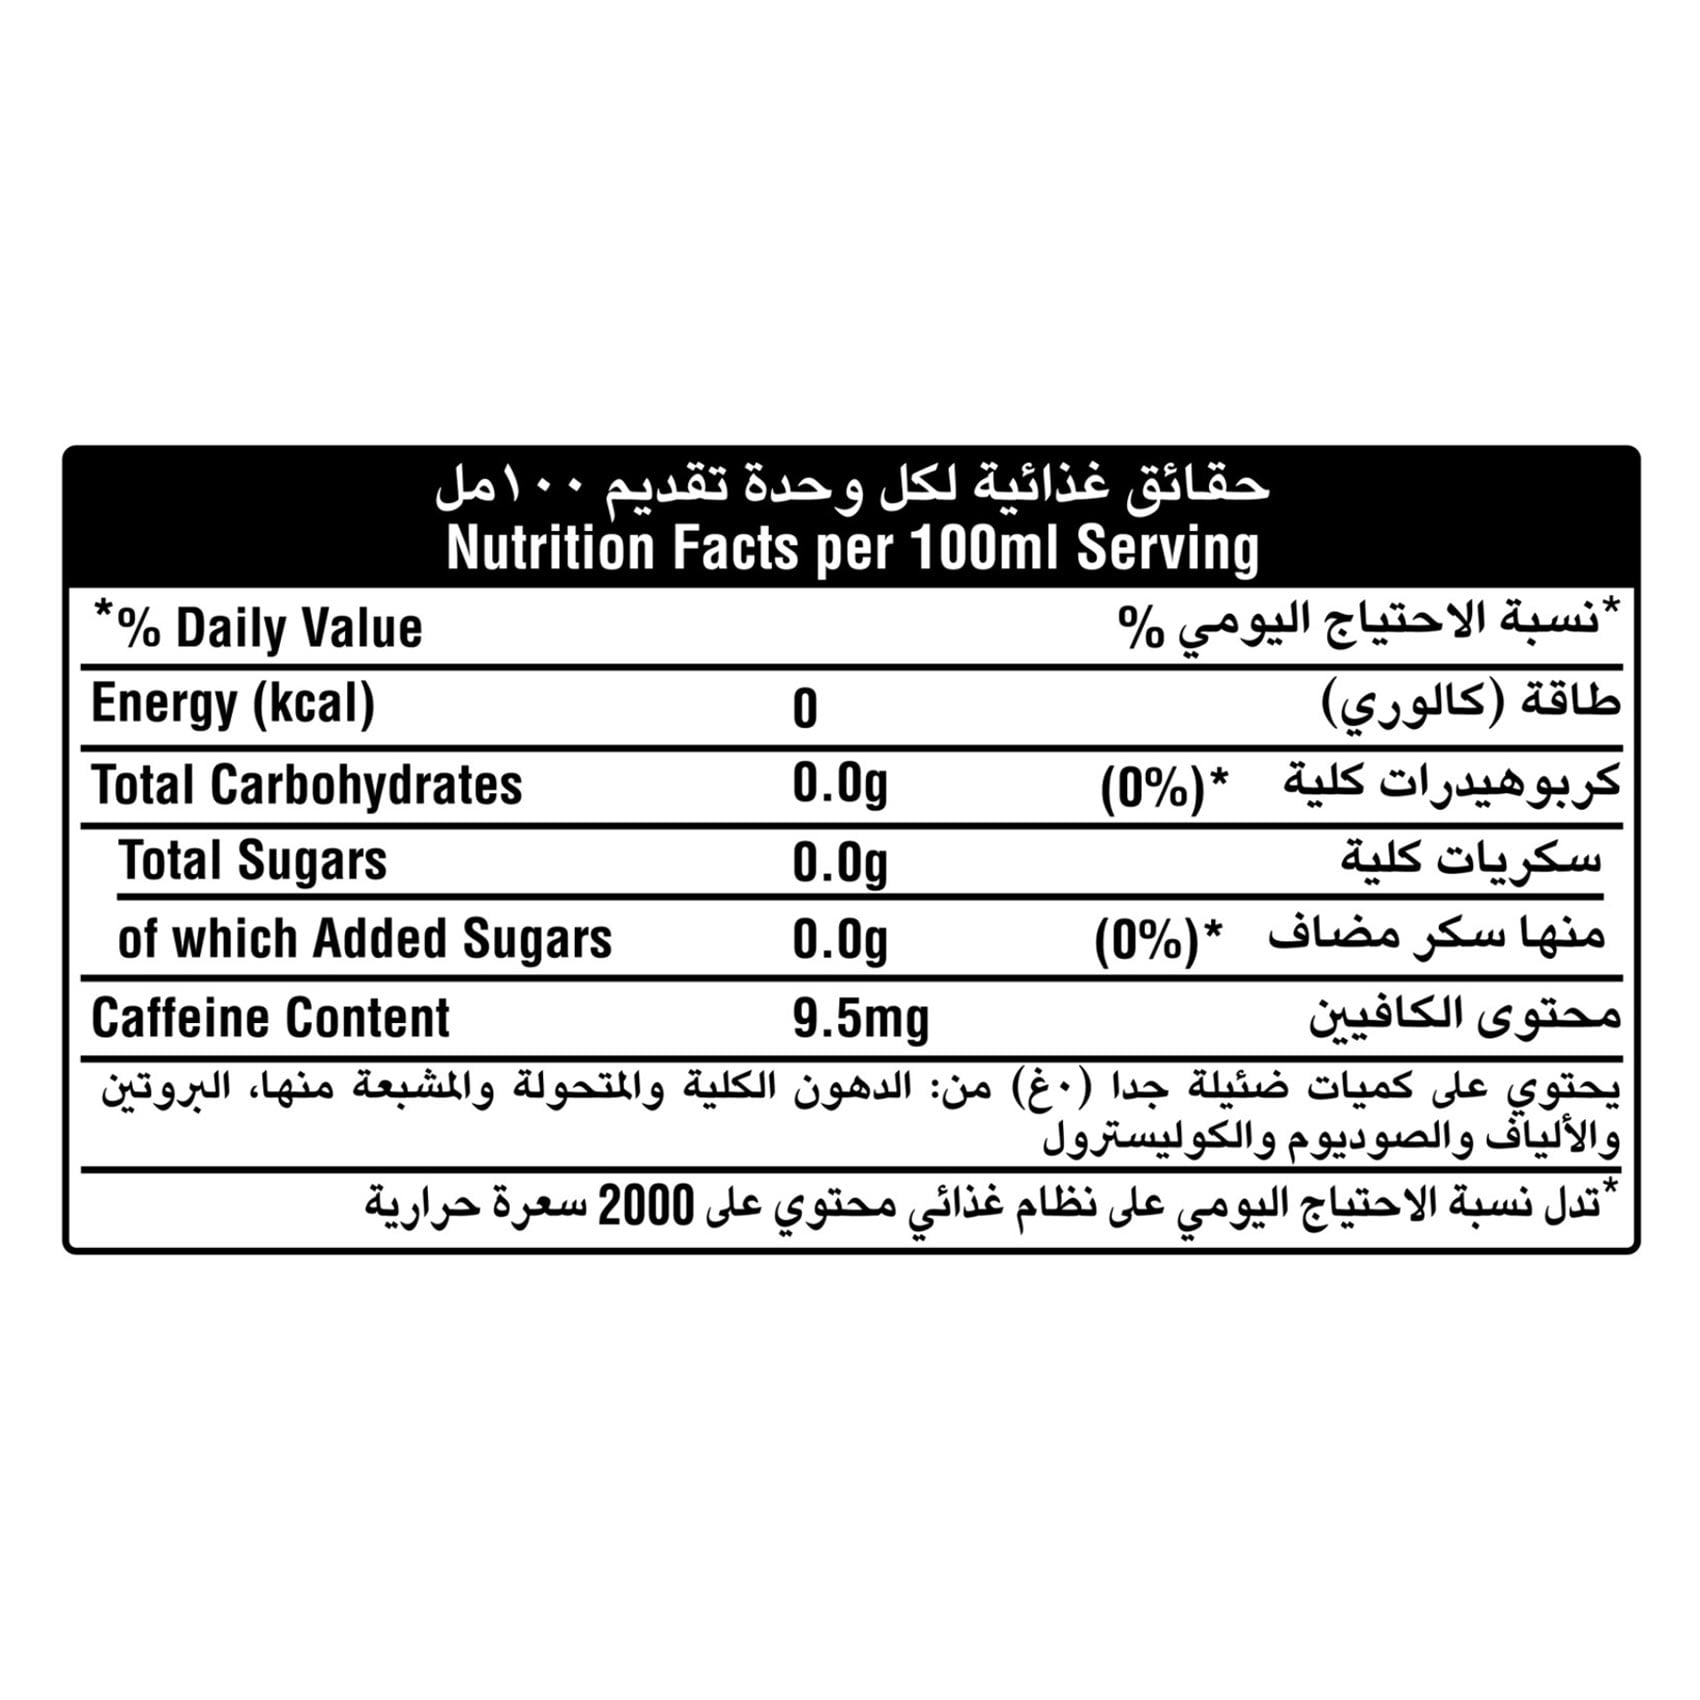 حقائق غذائية لكل وحدة تقديم ١٠٠مل
Nutrition Facts per 100ml Serving
*% Daily Value *نسبة الاحتياج اليومي %
Energy (kcal) 0 طاقة (كالوري)
Total Carbohydrates 0.0g (0%)* كربوهيدرات كلية
Total Sugars 0.0g سكريات كلية
of which Added Sugars 0.0g (0%)* منها سكر مضاف
Caffeine Content 9.5mg محتوى الكافيين
يحتوي على كميات ضئيلة جدا (٠غ) من: الدهون الكلية والمتحولة والمشبعة منها، البروتين
والألياف والصوديوم والكوليسترول
*تدل نسبة الاحتياج اليومي على نظام غذائي محتوي على 2000 سعرة حرارية